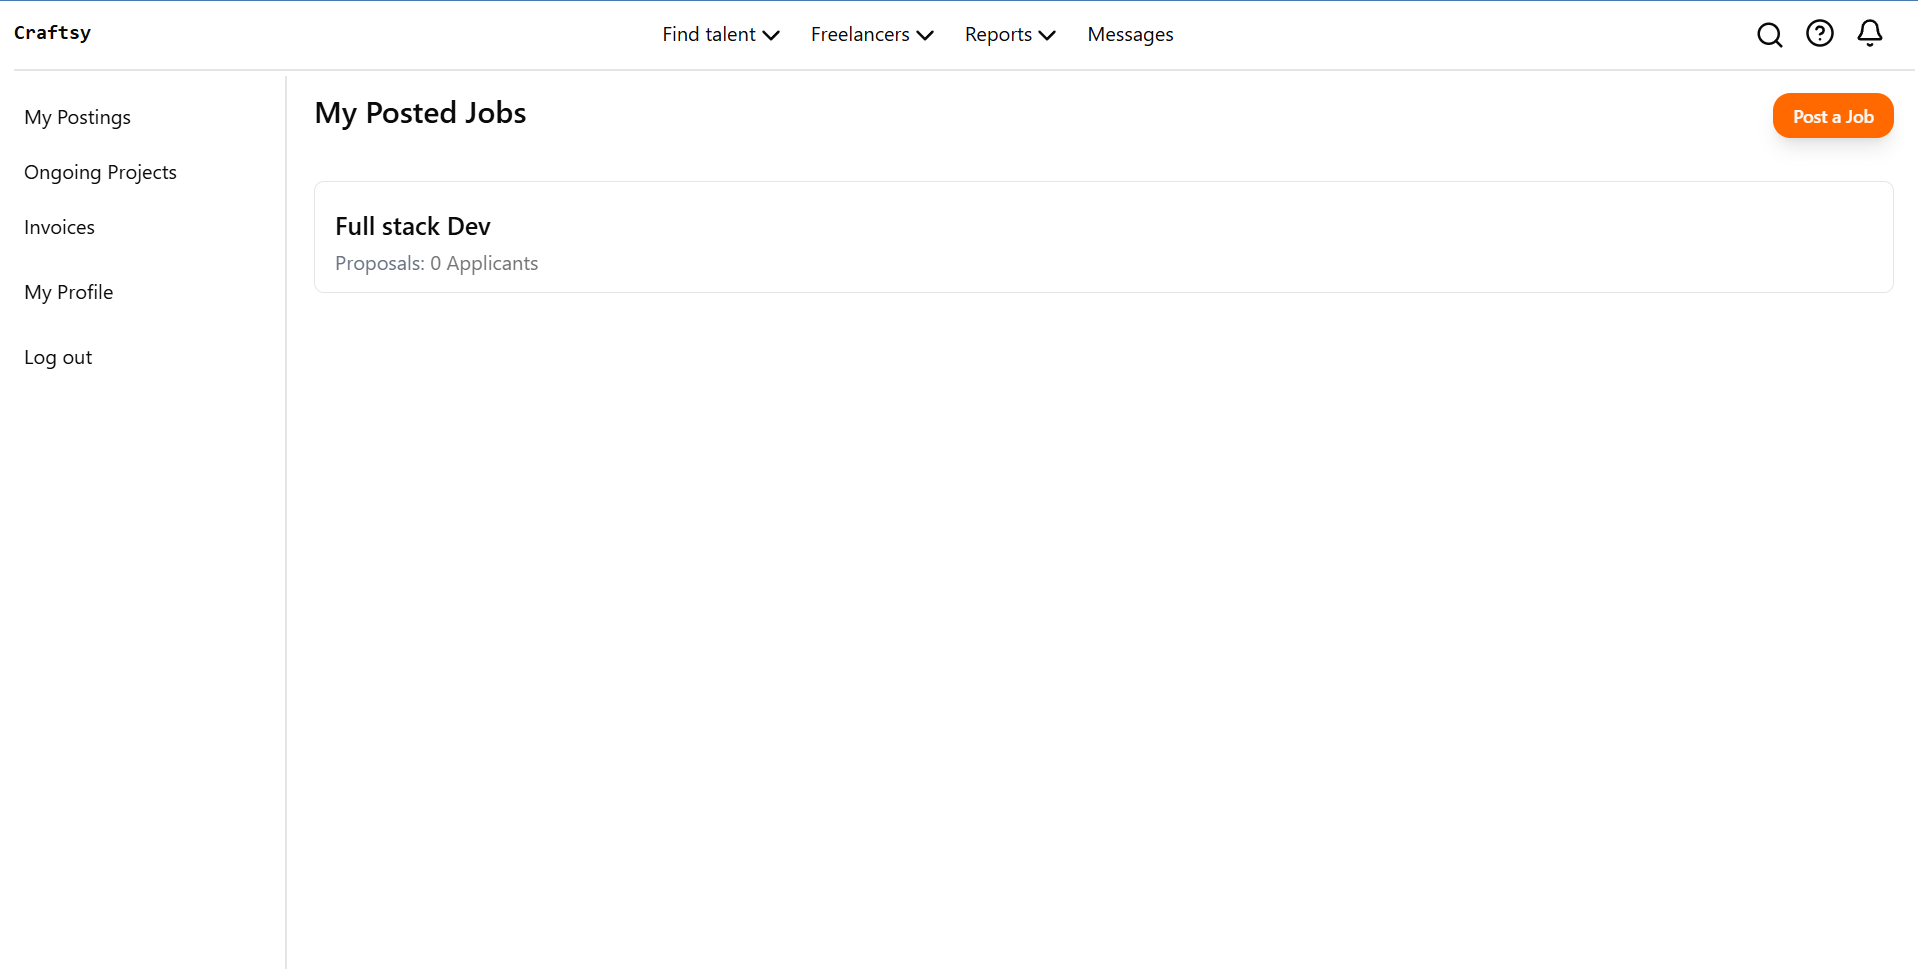 Craftsy
Find talent
Freelancers
Reports
Messages
My Postings
Ongoing Projects
Invoices
My Profile
Log out
My Posted Jobs
Post a Job
Full stack Dev
Proposals: 0 Applicants